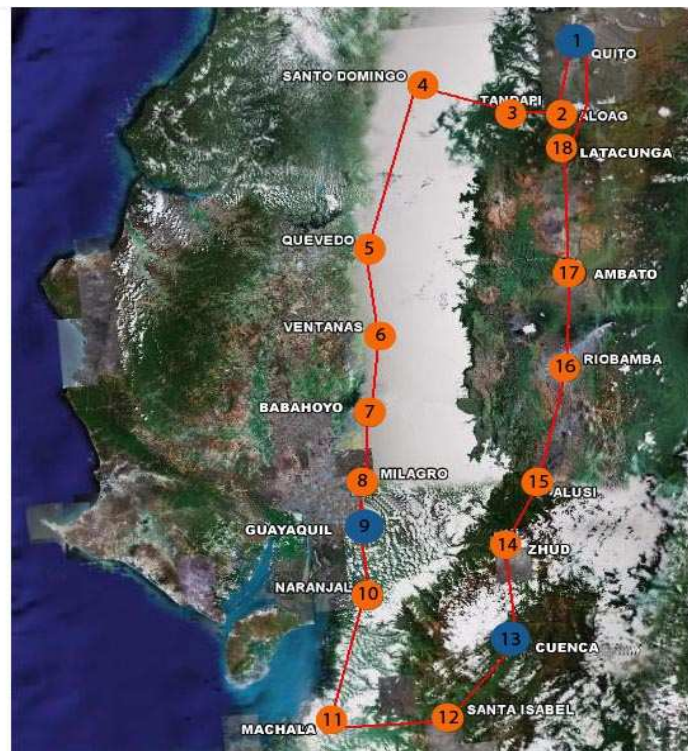 1
QUITO
SANTO DOMINGO
4
TANDAPI
3
2
ALOAG
18
LATACUNGA
QUEVEDO
5
17
AMBATO
VENTANAS
6
16
RIOBAMBA
BABAHOYO
7
8
MILAGRO
15
ALUSI
GUAYAQUIL
9
14
ZHUD
NARANJAL
10
13
CUENCA
MACHALA
11
12
SANTA ISABEL